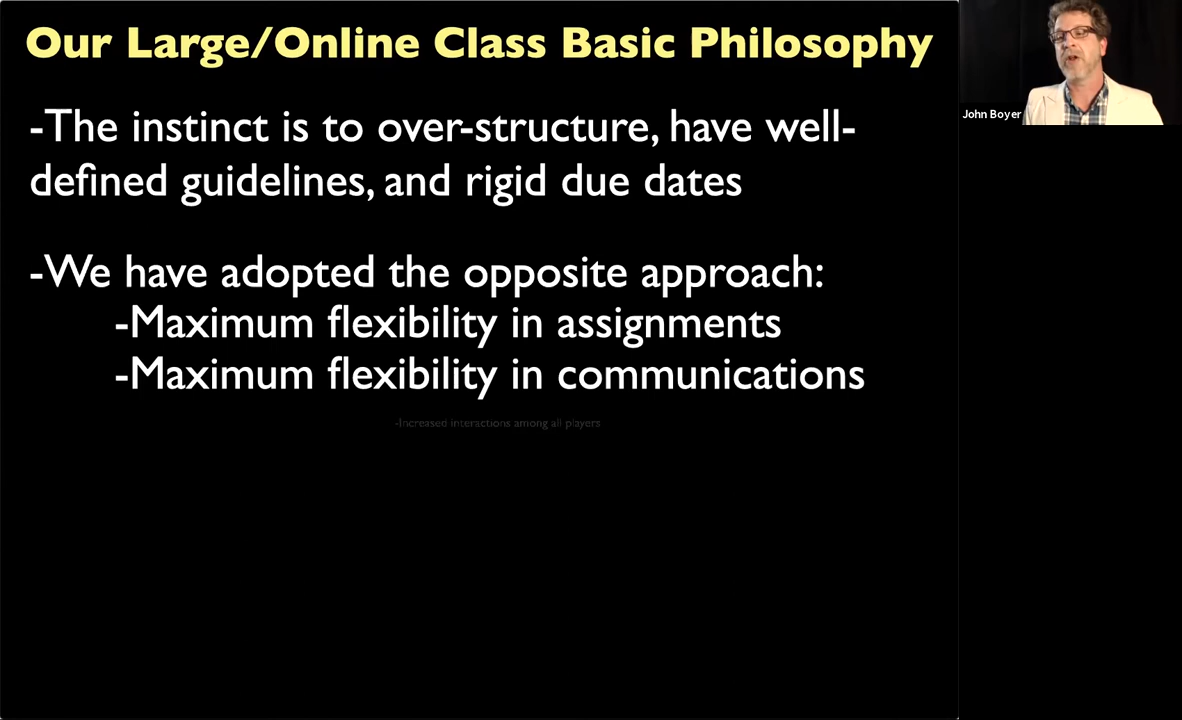 Our Large/Online Class Basic Philosophy
-The instinct is to over-structure, have well-
defined guidelines, and rigid due dates
-We have adopted the opposite approach:
-Maximum flexibility in assignments
-Maximum flexibility in communications
-Increased interactions among all players
John Boyer